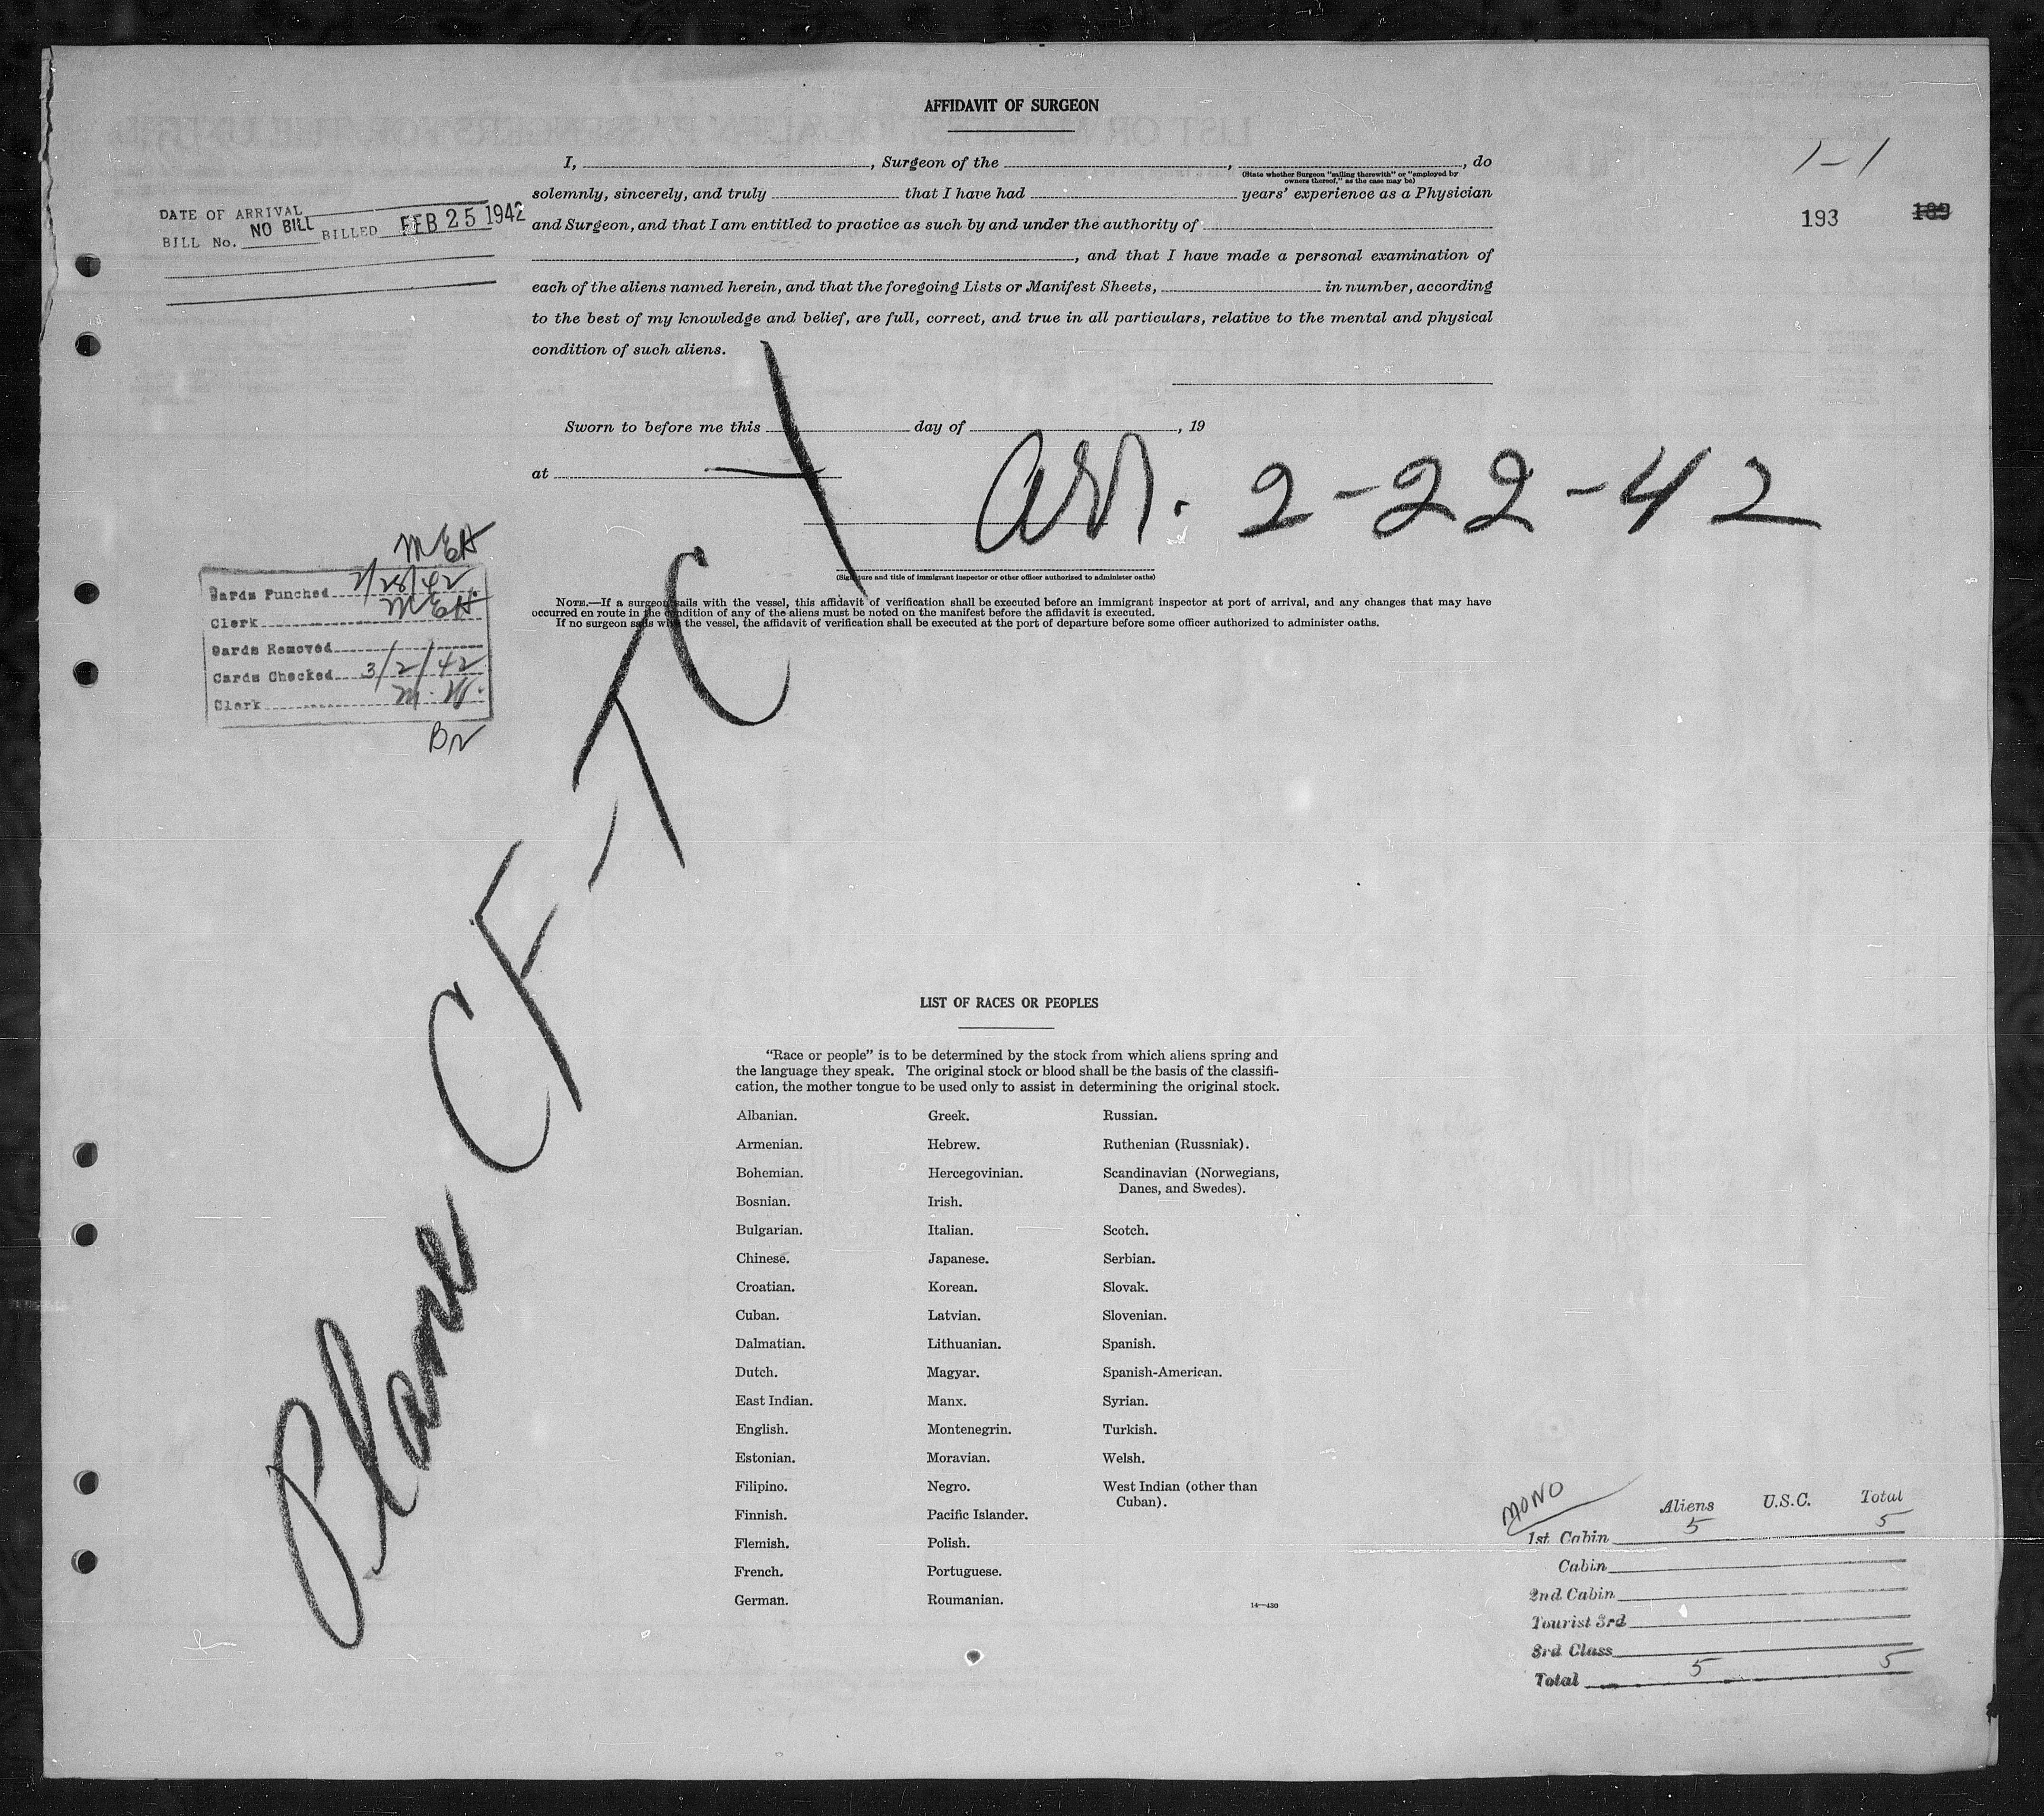 AFFIDAVIT OF SURGEON
I, , Surgeon of the , , do
(State whether Surgeon "sailing therewith" or "employed by
owners thereof," as the case may be)
solemnly, sincerely, and truly that I have had years' experience as a Physician
and Surgeon, and that I am entitled to practice as such by and under the authority of
, and that I have made a personal examination of
each of the aliens named herein, and that the foregoing Lists or Manifest Sheets, in number, according
to the best of my knowledge and belief, are full, correct, and true in all particulars, relative to the mental and physical
condition of such aliens.
1-1
193 189
DATE OF ARRIVAL
BILL No. NO BILL BILLED FEB 25 1942
Sworn to before me this day of , 19
at
arr. 2-22-42
(Signature and title of immigrant inspector or other officer authorized to administer oaths)
NOTE.—If a surgeon sails with the vessel, this affidavit of verification shall be executed before an immigrant inspector at port of arrival, and any changes that may have
occurred en route in the condition of any of the aliens must be noted on the manifest before the affidavit is executed.
If no surgeon sails with the vessel, the affidavit of verification shall be executed at the port of departure before some officer authorized to administer oaths.
MEH
Cards Punched 2/28/42
Clerk MEH
Cards Removed
Cards Checked 3/2/42
Clerk
Plane CF-TC
LIST OF RACES OR PEOPLES
"Race or people" is to be determined by the stock from which aliens spring and
the language they speak. The original stock or blood shall be the basis of the classifi-
cation, the mother tongue to be used only to assist in determining the original stock.
Albanian.
Armenian.
Bohemian.
Bosnian.
Bulgarian.
Chinese.
Croatian.
Cuban.
Dalmatian.
Dutch.
East Indian.
English.
Estonian.
Filipino.
Finnish.
Flemish.
French.
German.
Greek.
Hebrew.
Hercegovinian.
Irish.
Italian.
Japanese.
Korean.
Latvian.
Lithuanian.
Magyar.
Manx.
Montenegrin.
Moravian.
Negro.
Pacific Islander.
Polish.
Portuguese.
Roumanian.
Russian.
Ruthenian (Russniak).
Scandinavian (Norwegians,
Danes, and Swedes).
Scotch.
Serbian.
Slovak.
Slovenian.
Spanish.
Spanish-American.
Syrian.
Turkish.
Welsh.
West Indian (other than
Cuban).
14—430
MONO
Aliens U.S.C. Total
1st Cabin 5 5
Cabin
2nd Cabin
Tourist 3rd
3rd Class
Total 5 5